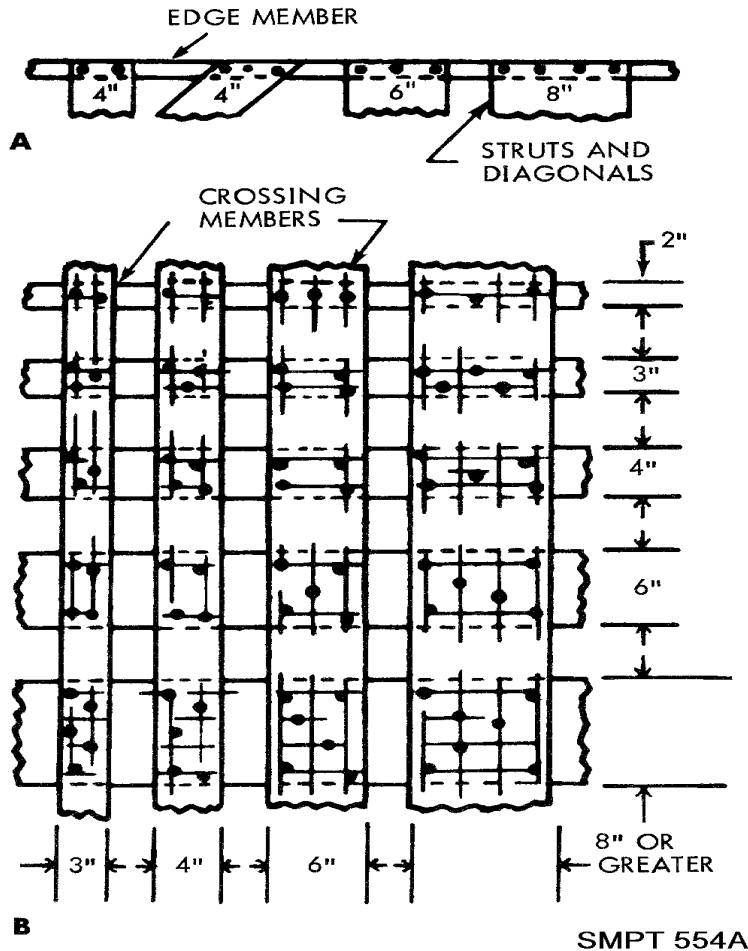 EDGE MEMBER
4" 4" 6" 8"
A
STRUTS AND
DIAGONALS
CROSSING
MEMBERS
2"
3"
4"
6"
8" OR
GREATER
3" 4" 6"
B
SMPT 554A